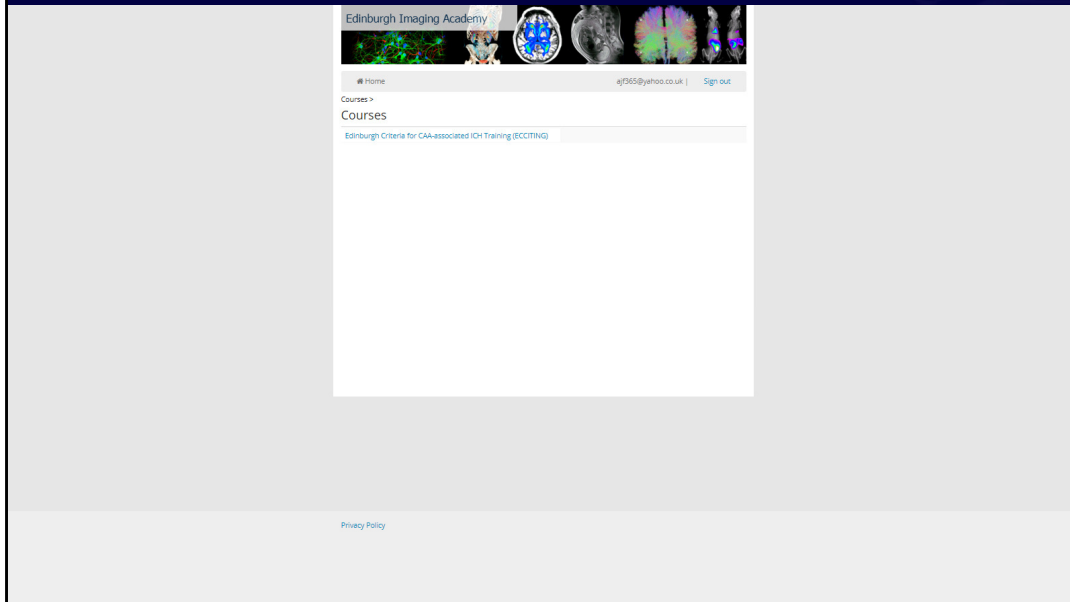 Edinburgh Imaging Academy
Home
ajf365@yahoo.co.uk | Sign out
Courses >
Courses
Edinburgh Criteria for CAA-associated ICH Training (ECCITING)
Privacy Policy